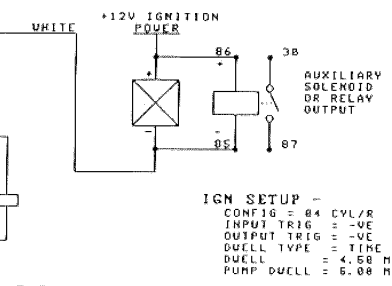 +12V IGNITION
POWER
WHITE
86
30
+
+
AUXILIARY
SOLENOID
OR RELAY
OUTPUT
-
-
85
87
IGN SETUP -
CONFIG = 04 CYL/R
INPUT TRIG = -VE
OUTPUT TRIG = -VE
DWELL TYPE = TIME
DWELL = 4.50 M
PUMP DWELL = 6.00 M